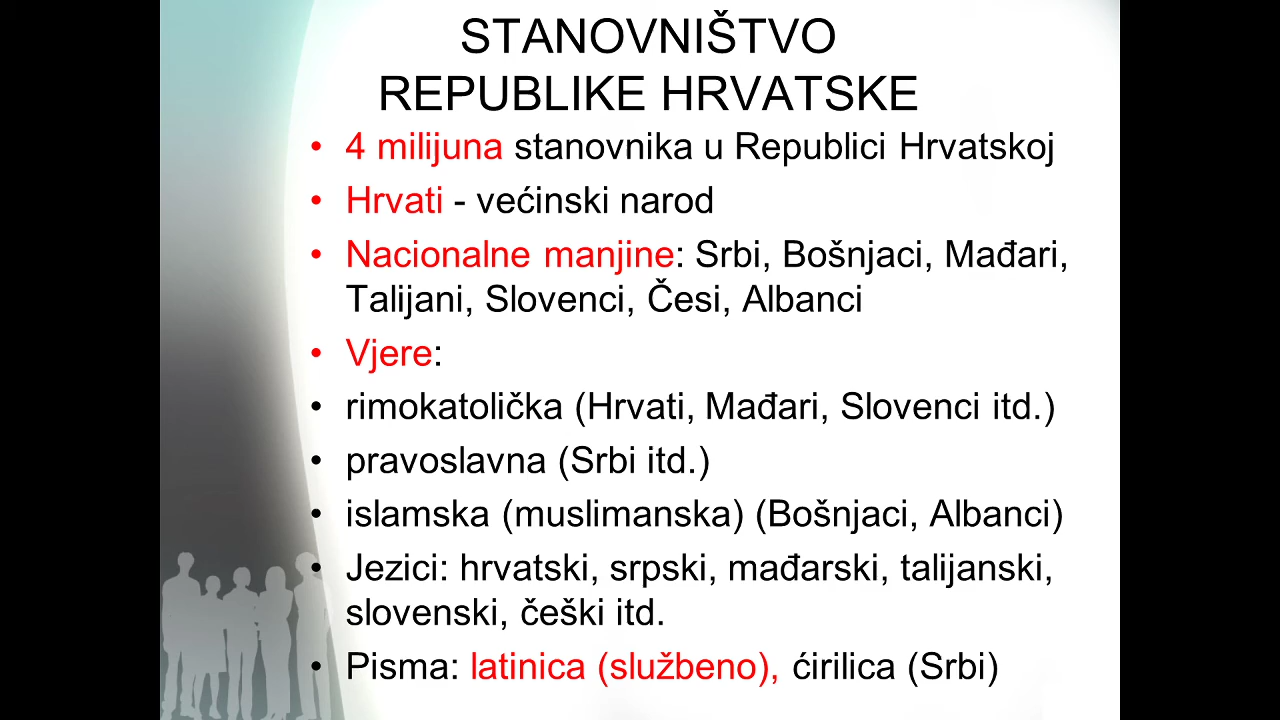 STANOVNIŠTVO
REPUBLIKE HRVATSKE
• 4 milijuna stanovnika u Republici Hrvatskoj
• Hrvati - većinski narod
• Nacionalne manjine: Srbi, Bošnjaci, Mađari,
Talijani, Slovenci, Česi, Albanci
• Vjere:
• rimokatolička (Hrvati, Mađari, Slovenci itd.)
• pravoslavna (Srbi itd.)
• islamska (muslimanska) (Bošnjaci, Albanci)
• Jezici: hrvatski, srpski, mađarski, talijanski,
slovenski, češki itd.
• Pisma: latinica (službeno), ćirilica (Srbi)